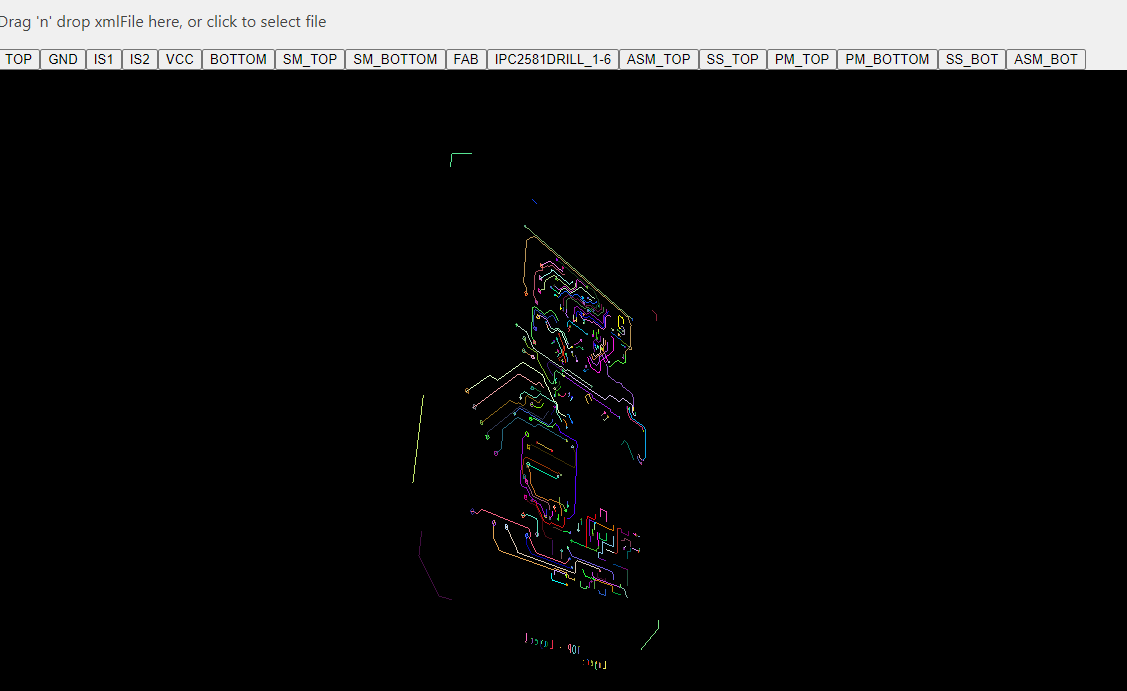 Drag 'n' drop xmlFile here, or click to select file
TOP GND IS1 IS2 VCC BOTTOM SM_TOP SM_BOTTOM FAB IPC2581DRILL_1-6 ASM_TOP SS_TOP PM_TOP PM_BOTTOM SS_BOT ASM_BOT